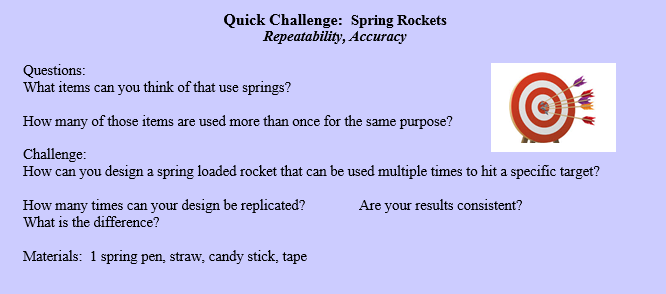 Quick Challenge:  Spring Rockets
Repeatability, Accuracy
Questions:
What items can you think of that use springs?
How many of those items are used more than once for the same purpose?
Challenge:
How can you design a spring loaded rocket that can be used multiple times to hit a specific target?
How many times can your design be replicated?    Are your results consistent?
What is the difference?
Materials:  1 spring pen, straw, candy stick, tape